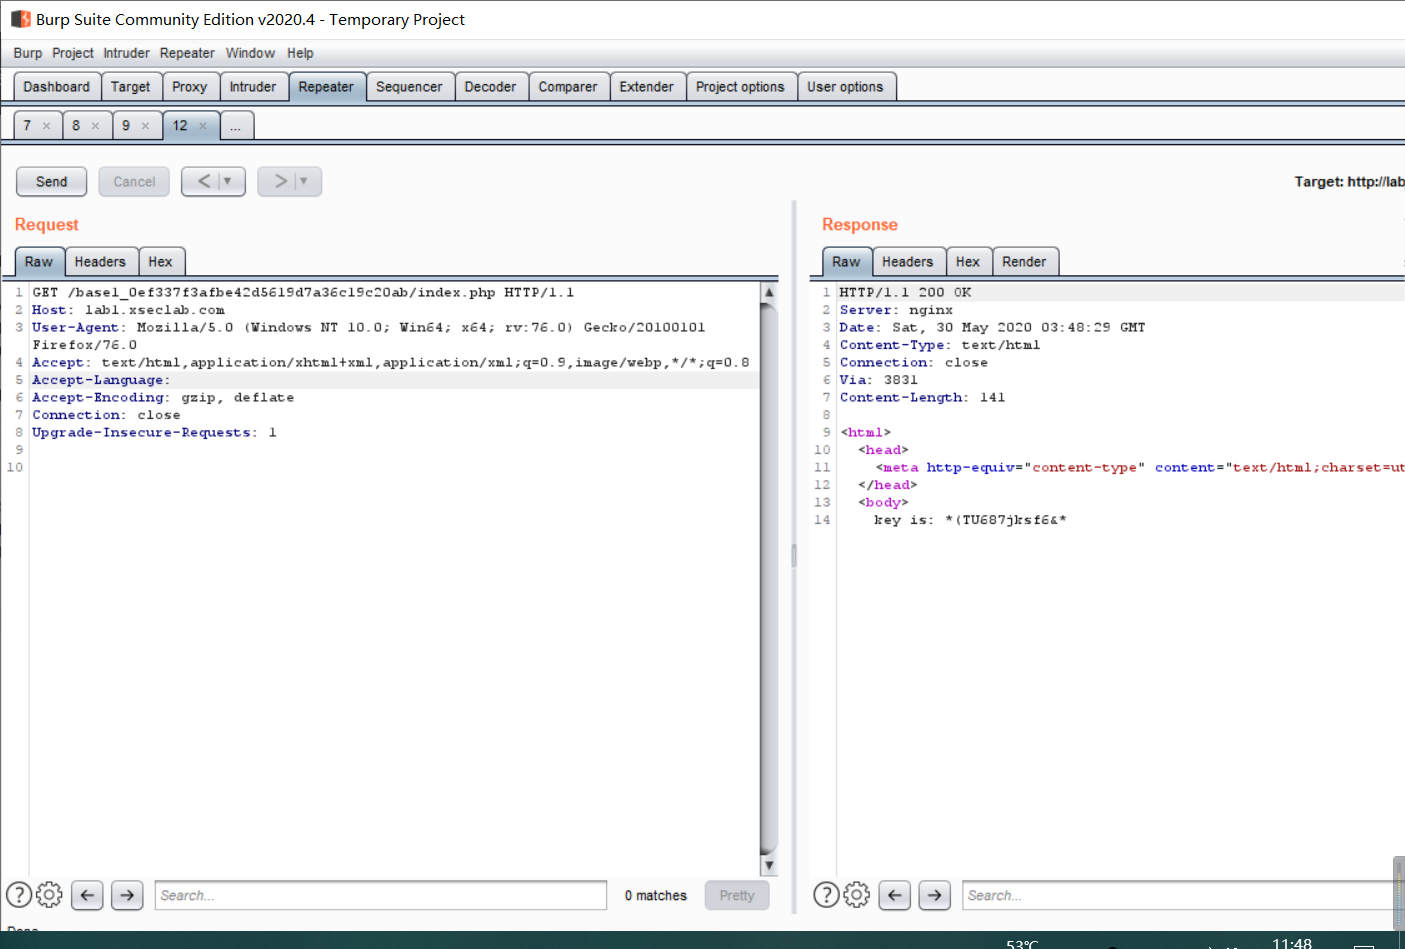 Burp Suite Community Edition v2020.4 - Temporary Project
Burp Project Intruder Repeater Window Help
Dashboard Target Proxy Intruder Repeater Sequencer Decoder Comparer Extender Project options User options
7 × 8 × 9 × 12 × ...
Send Cancel < > Target: http://lab
Request
Raw Headers Hex
1 GET /base1_0ef337f3afbe42d5619d7a36c19c20ab/index.php HTTP/1.1
2 Host: lab1.xseclab.com
3 User-Agent: Mozilla/5.0 (Windows NT 10.0; Win64; x64; rv:76.0) Gecko/20100101
Firefox/76.0
4 Accept: text/html,application/xhtml+xml,application/xml;q=0.9,image/webp,*/*;q=0.8
5 Accept-Language:
6 Accept-Encoding: gzip, deflate
7 Connection: close
8 Upgrade-Insecure-Requests: 1
9
10
Search... 0 matches Pretty
Response
Raw Headers Hex Render
1 HTTP/1.1 200 OK
2 Server: nginx
3 Date: Sat, 30 May 2020 03:48:29 GMT
4 Content-Type: text/html
5 Connection: close
6 Via: 3831
7 Content-Length: 141
8
9 <html>
10 <head>
11 <meta http-equiv="content-type" content="text/html;charset=ut
12 </head>
13 <body>
14 key is: *(TU687jksf6&*
Search...
Done
53℃ 11:48